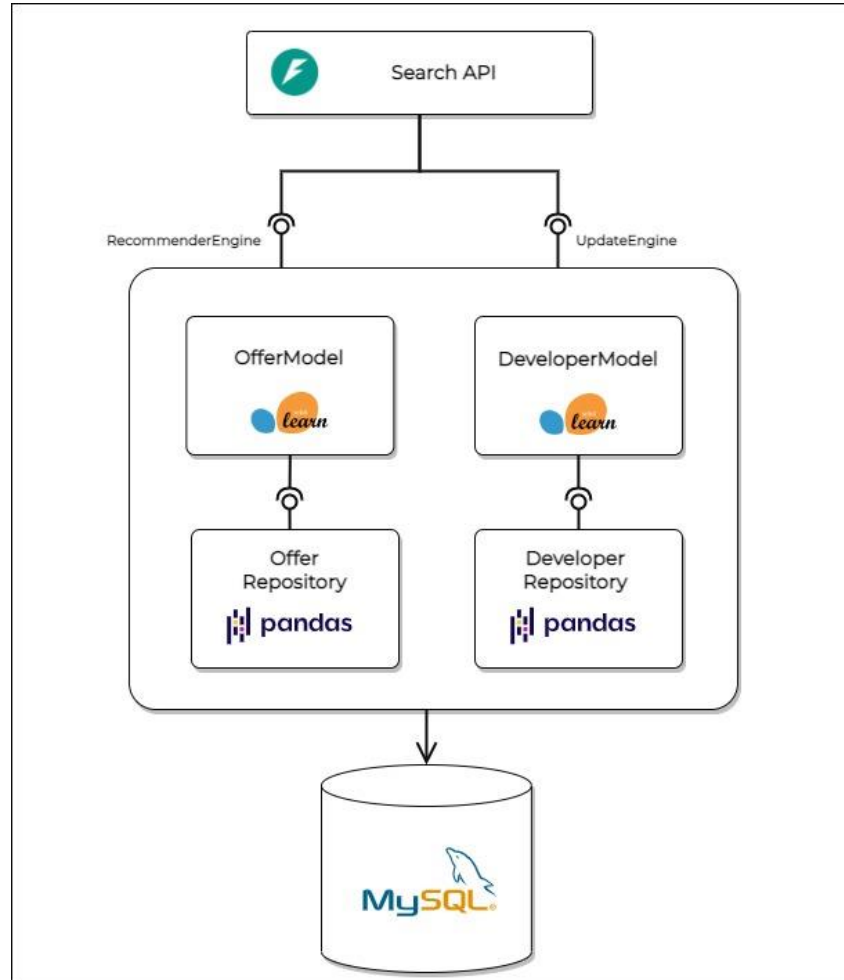 Search API
RecommenderEngine
UpdateEngine
OfferModel
learn
DeveloperModel
learn
Offer
Repository
pandas
Developer
Repository
pandas
MySQL